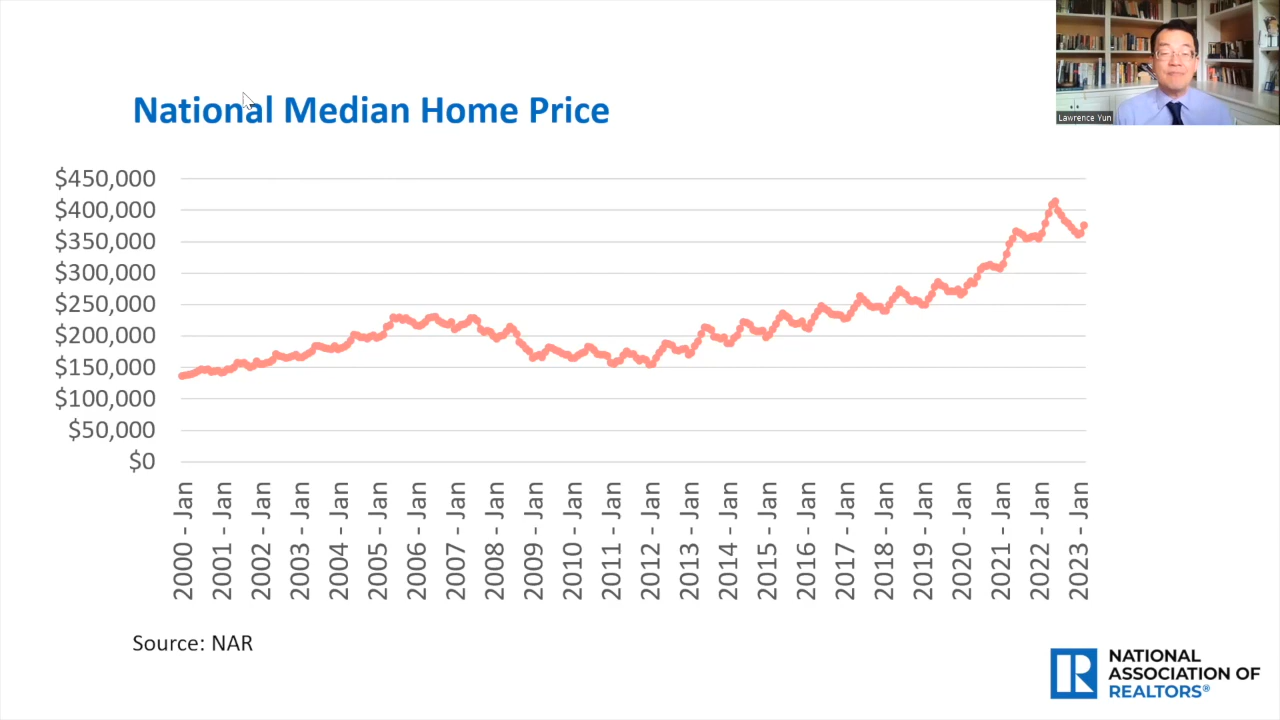 National Median Home Price
Lawrence Yun
$450,000
$400,000
$350,000
$300,000
$250,000
$200,000
$150,000
$100,000
$50,000
$0
2000 - Jan
2001 - Jan
2002 - Jan
2003 - Jan
2004 - Jan
2005 - Jan
2006 - Jan
2007 - Jan
2008 - Jan
2009 - Jan
2010 - Jan
2011 - Jan
2012 - Jan
2013 - Jan
2014 - Jan
2015 - Jan
2016 - Jan
2017 - Jan
2018 - Jan
2019 - Jan
2020 - Jan
2021 - Jan
2022 - Jan
2023 - Jan
Source: NAR
R
NATIONAL
ASSOCIATION OF
REALTORS®